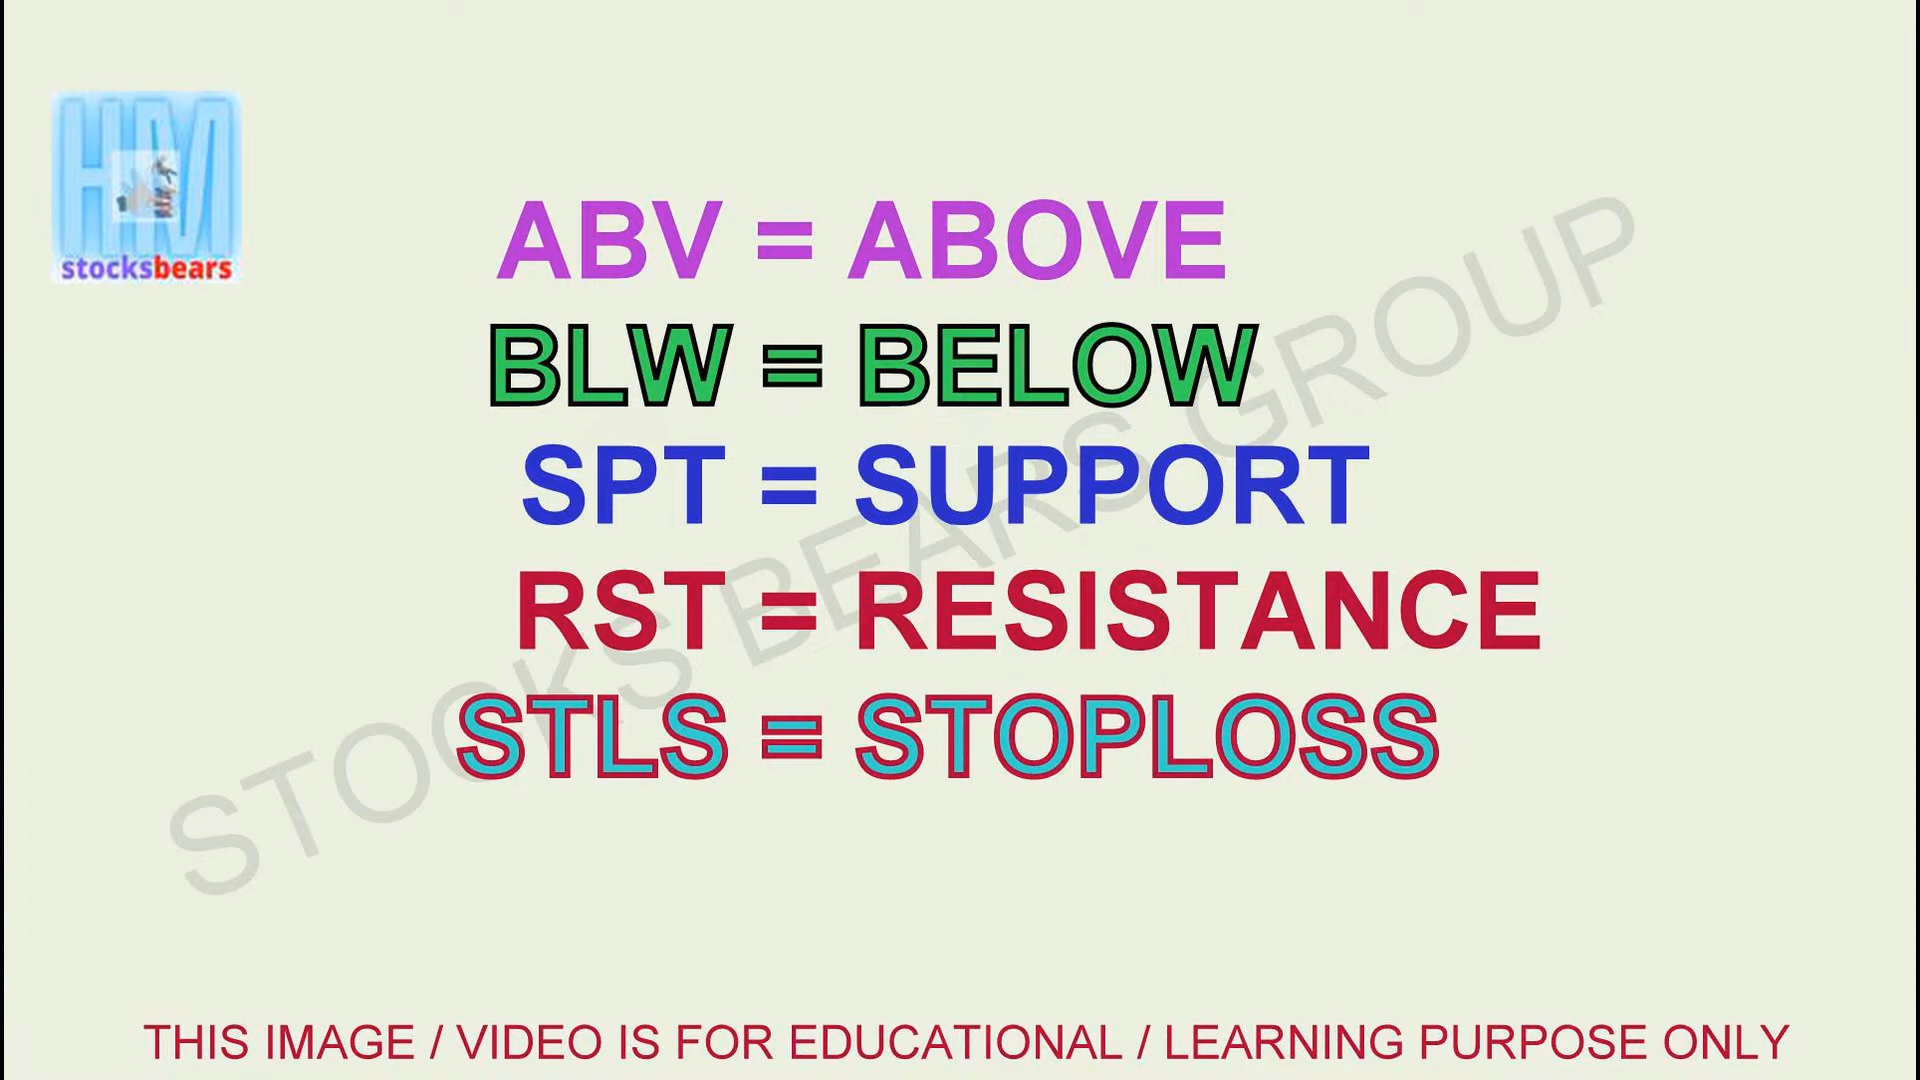 HM
stocksbears
ABV = ABOVE
BLW = BELOW
SPT = SUPPORT
RST = RESISTANCE
STLS = STOPLOSS
STOCKS BEARS GROUP
THIS IMAGE / VIDEO IS FOR EDUCATIONAL / LEARNING PURPOSE ONLY